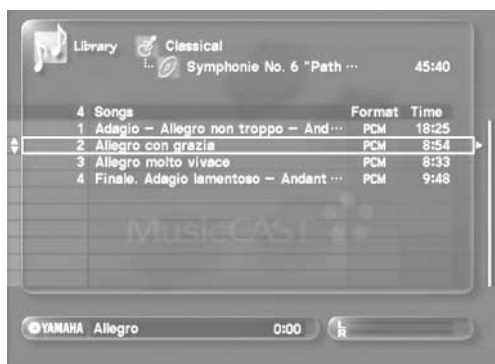 Library Classical
Symphonie No. 6 "Path ··· 45:40
4 Songs Format Time
1 Adagio – Allegro non troppo – And··· PCM 18:25
2 Allegro con grazia PCM 8:54
3 Allegro molto vivace PCM 8:33
4 Finale. Adagio lamentoso – Andant ··· PCM 9:48
MusicCAST
YAMAHA Allegro 0:00 L
R